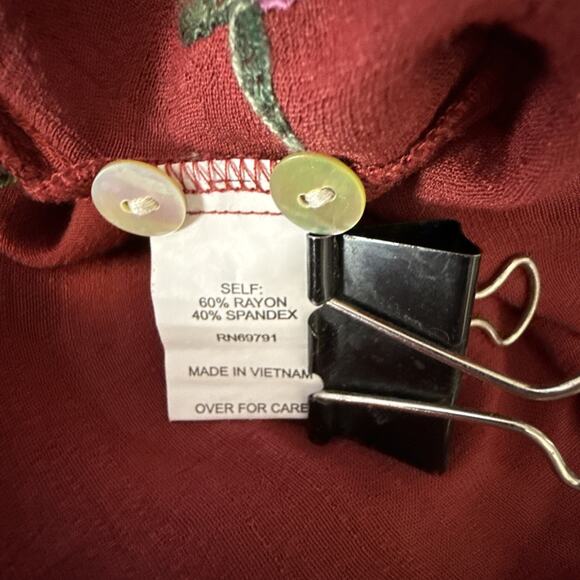 SELF:
60% RAYON
40% SPANDEX
RN69791
MADE IN VIETNAM
OVER FOR CARE